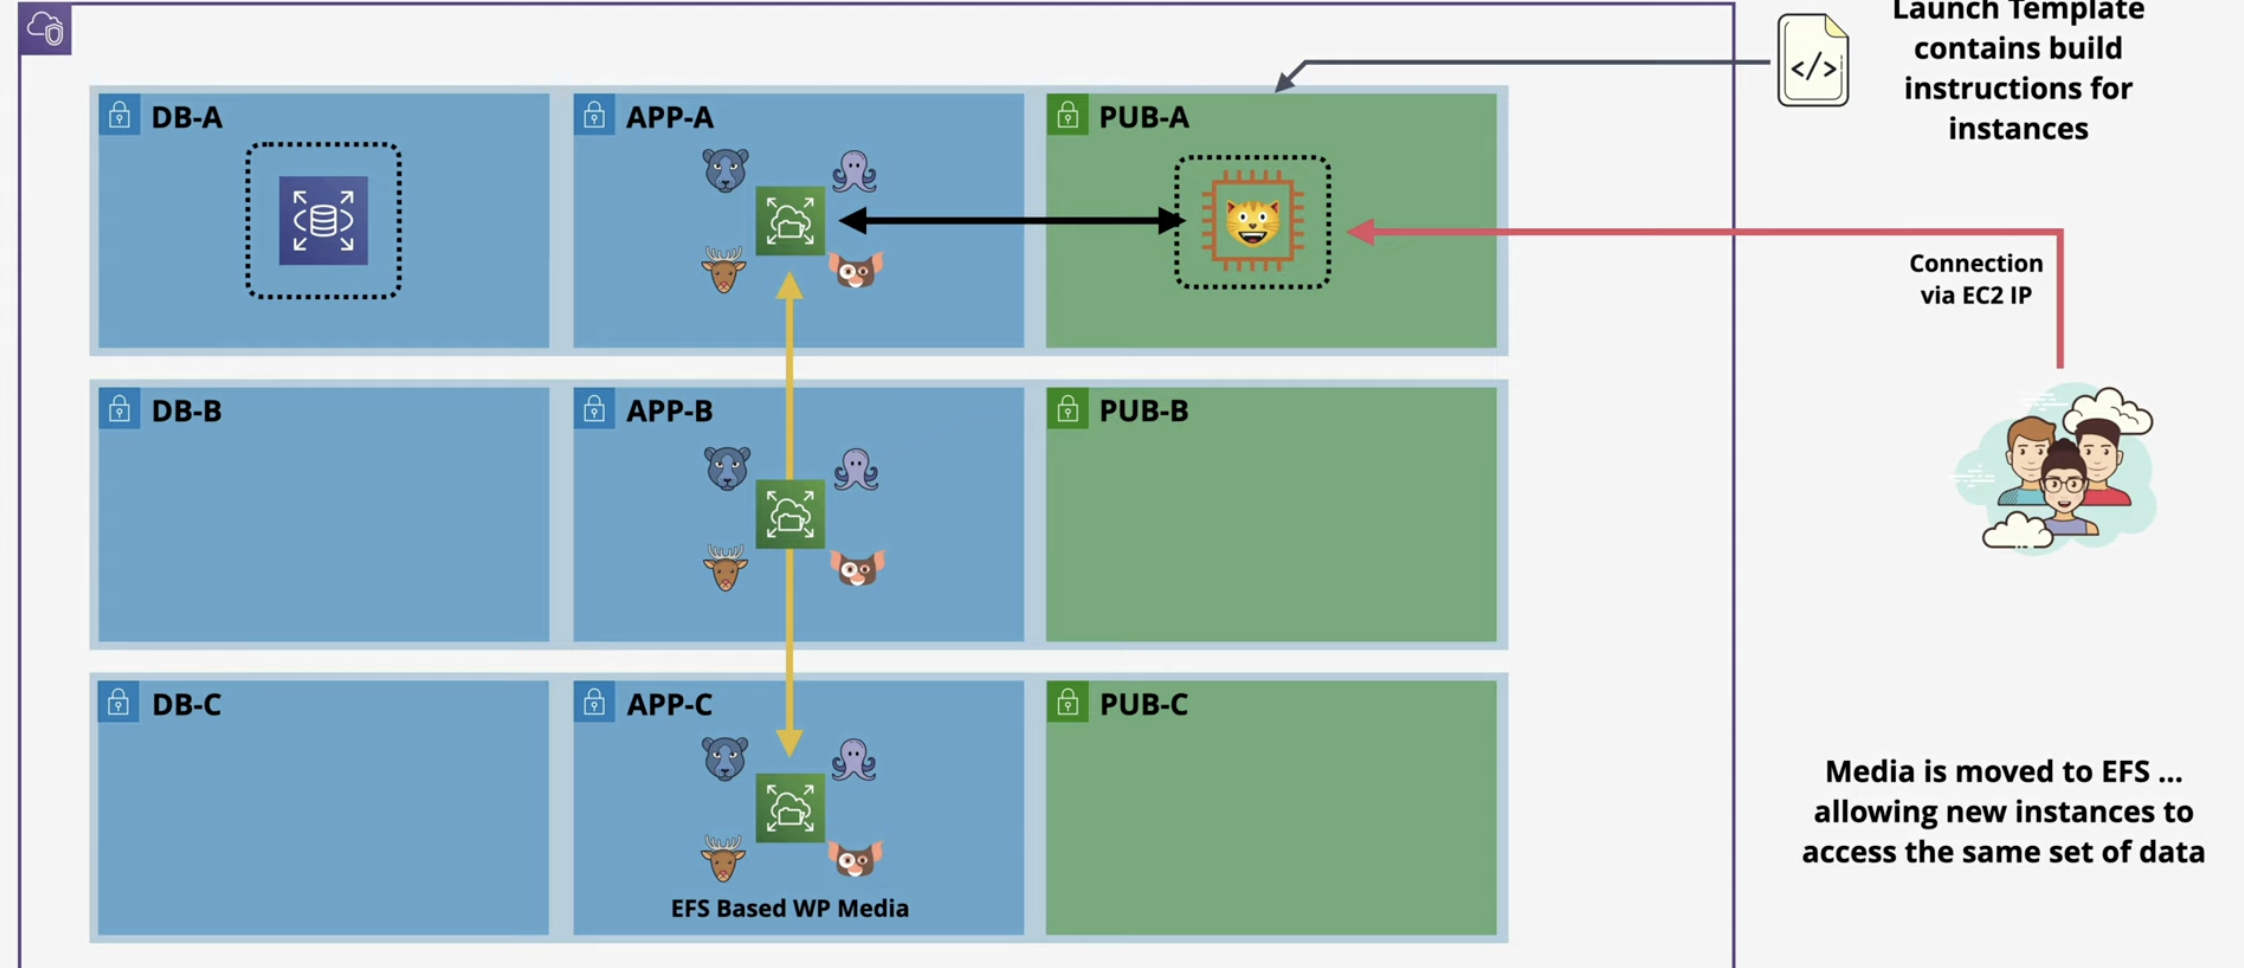 Launch Template
contains build
instructions for
instances
</>
DB-A
APP-A
PUB-A
Connection
via EC2 IP
DB-B
APP-B
PUB-B
DB-C
APP-C
PUB-C
Media is moved to EFS ...
allowing new instances to
access the same set of data
EFS Based WP Media